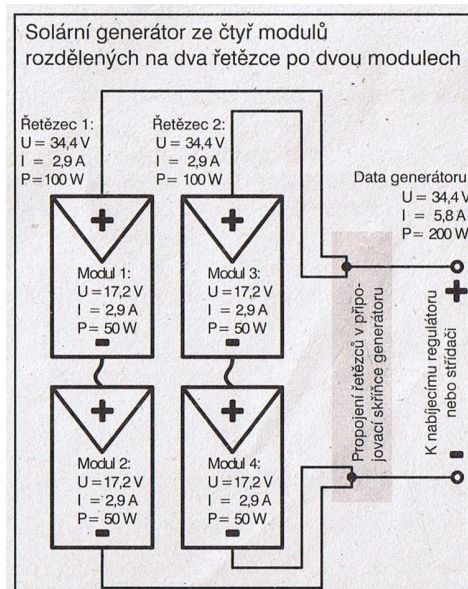 Solární generátor ze čtyř modulů
rozdělených na dva řetězce po dvou modulech
Řetězec 1:
U = 34,4 V
I = 2,9 A
P = 100 W
Řetězec 2:
U = 34,4 V
I = 2,9 A
P = 100 W
Data generátoru
U = 34,4 V
I = 5,8 A
P = 200 W
+
Modul 1:
U = 17,2 V
I = 2,9 A
P = 50 W
-
+
Modul 3:
U = 17,2 V
I = 2,9 A
P = 50 W
-
+
Modul 2:
U = 17,2 V
I = 2,9 A
P = 50 W
-
+
Modul 4:
U = 17,2 V
I = 2,9 A
P = 50 W
-
Propojení řetězců v připo-
jovací skříňce generátoru
+
K nabíjecímu regulátoru
nebo střídači
-